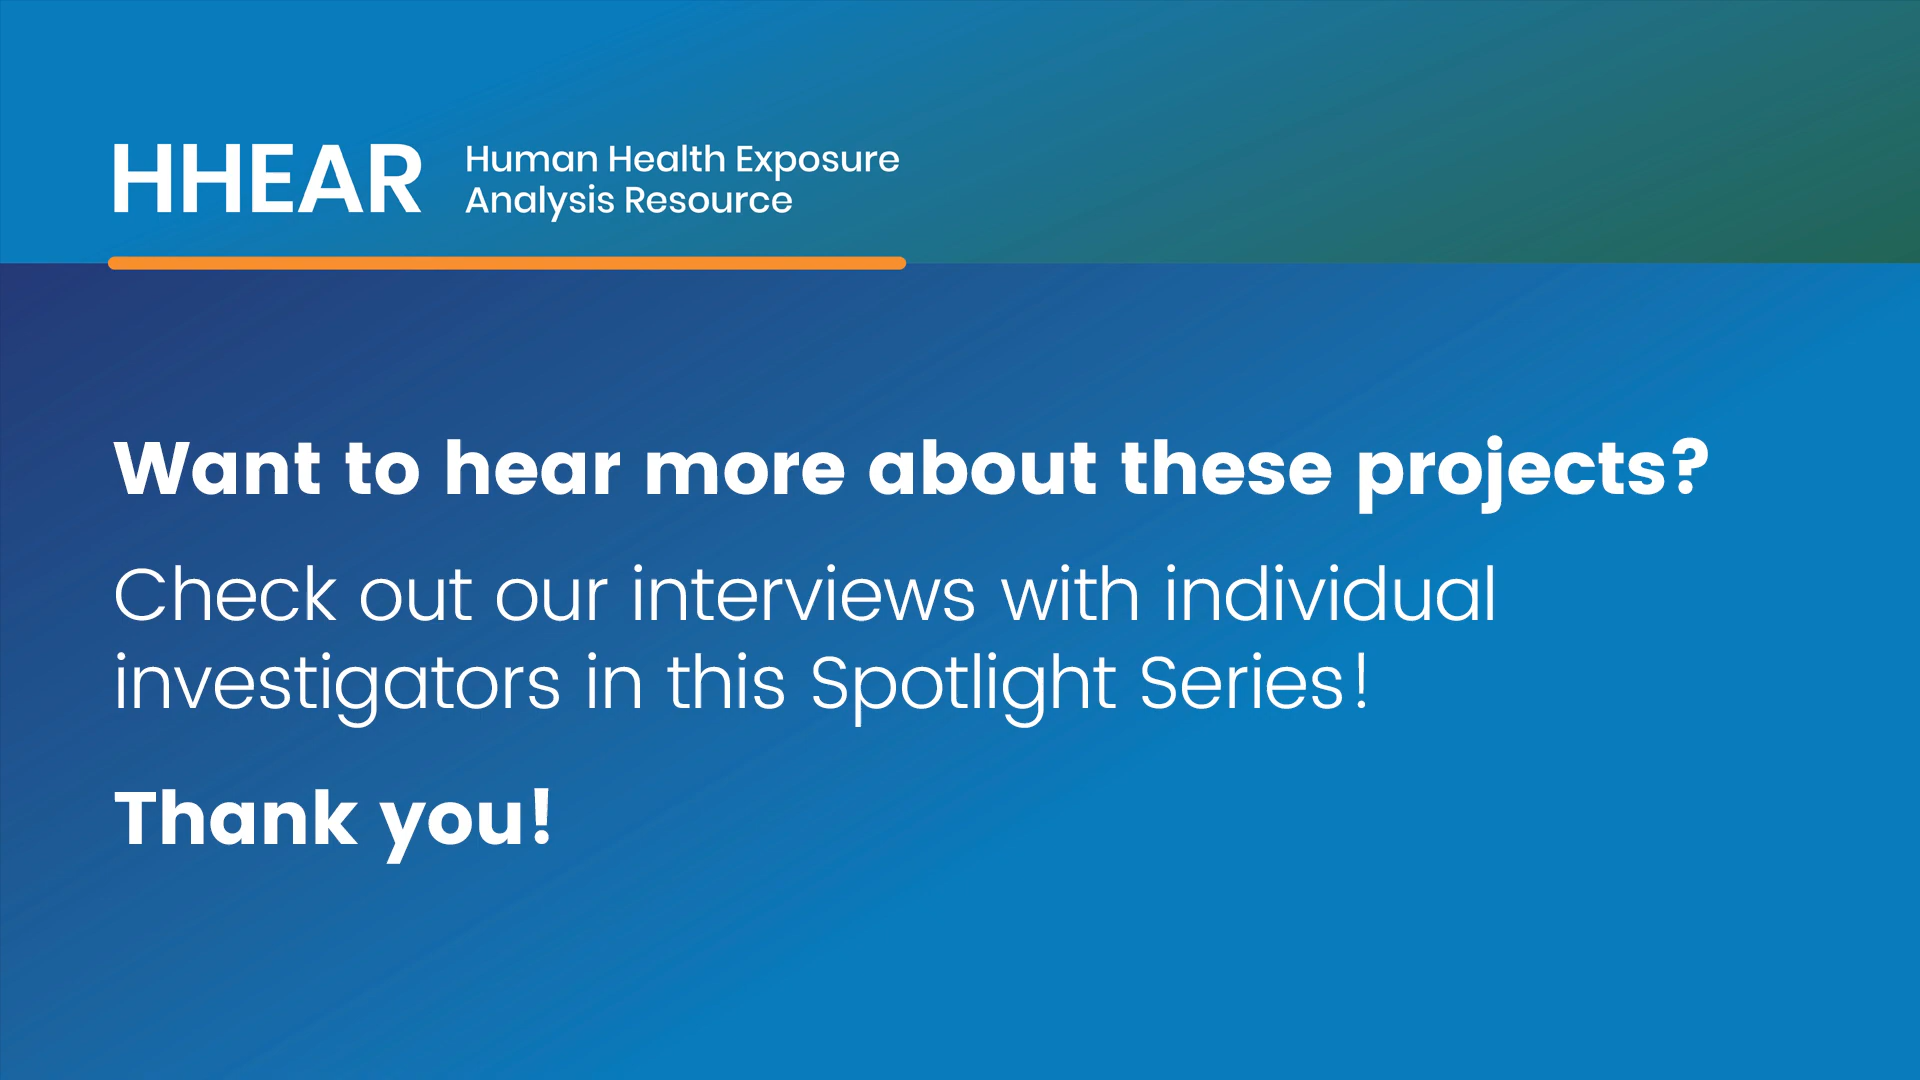 HHEAR
Human Health Exposure
Analysis Resource
Want to hear more about these projects?
Check out our interviews with individual
investigators in this Spotlight Series!
Thank you!